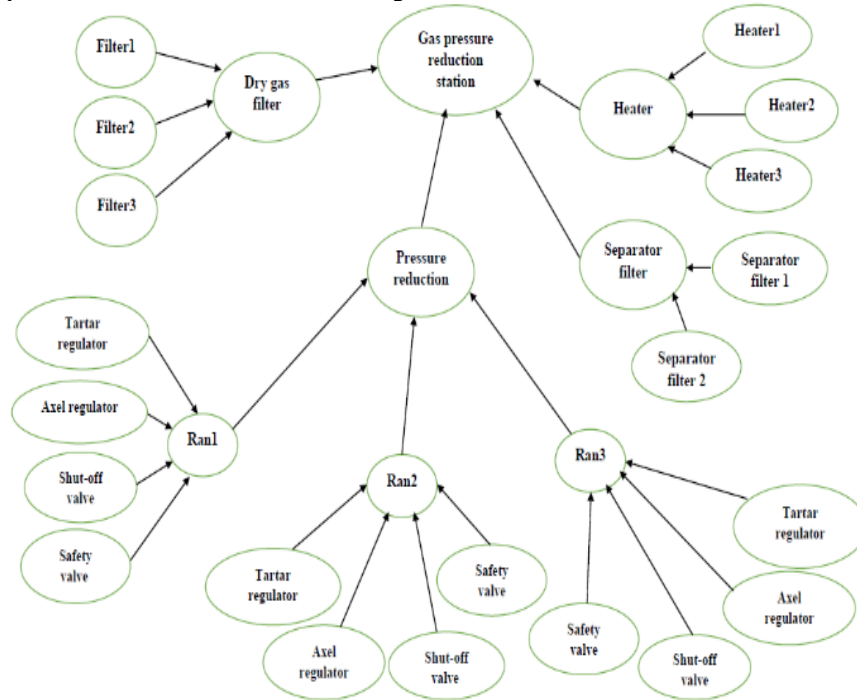 Filter1
Dry gas
filter
Filter2
Filter3
Gas pressure
reduction
station
Heater1
Heater
Heater2
Heater3
Pressure
reduction
Separator
filter
Separator
filter 1
Separator
filter 2
Tartar
regulator
Axel regulator
Ran1
Shut-off
valve
Safety
valve
Ran2
Tartar
regulator
Axel
regulator
Shut-off
valve
Safety
valve
Ran3
Safety
valve
Shut-off
valve
Axel
regulator
Tartar
regulator